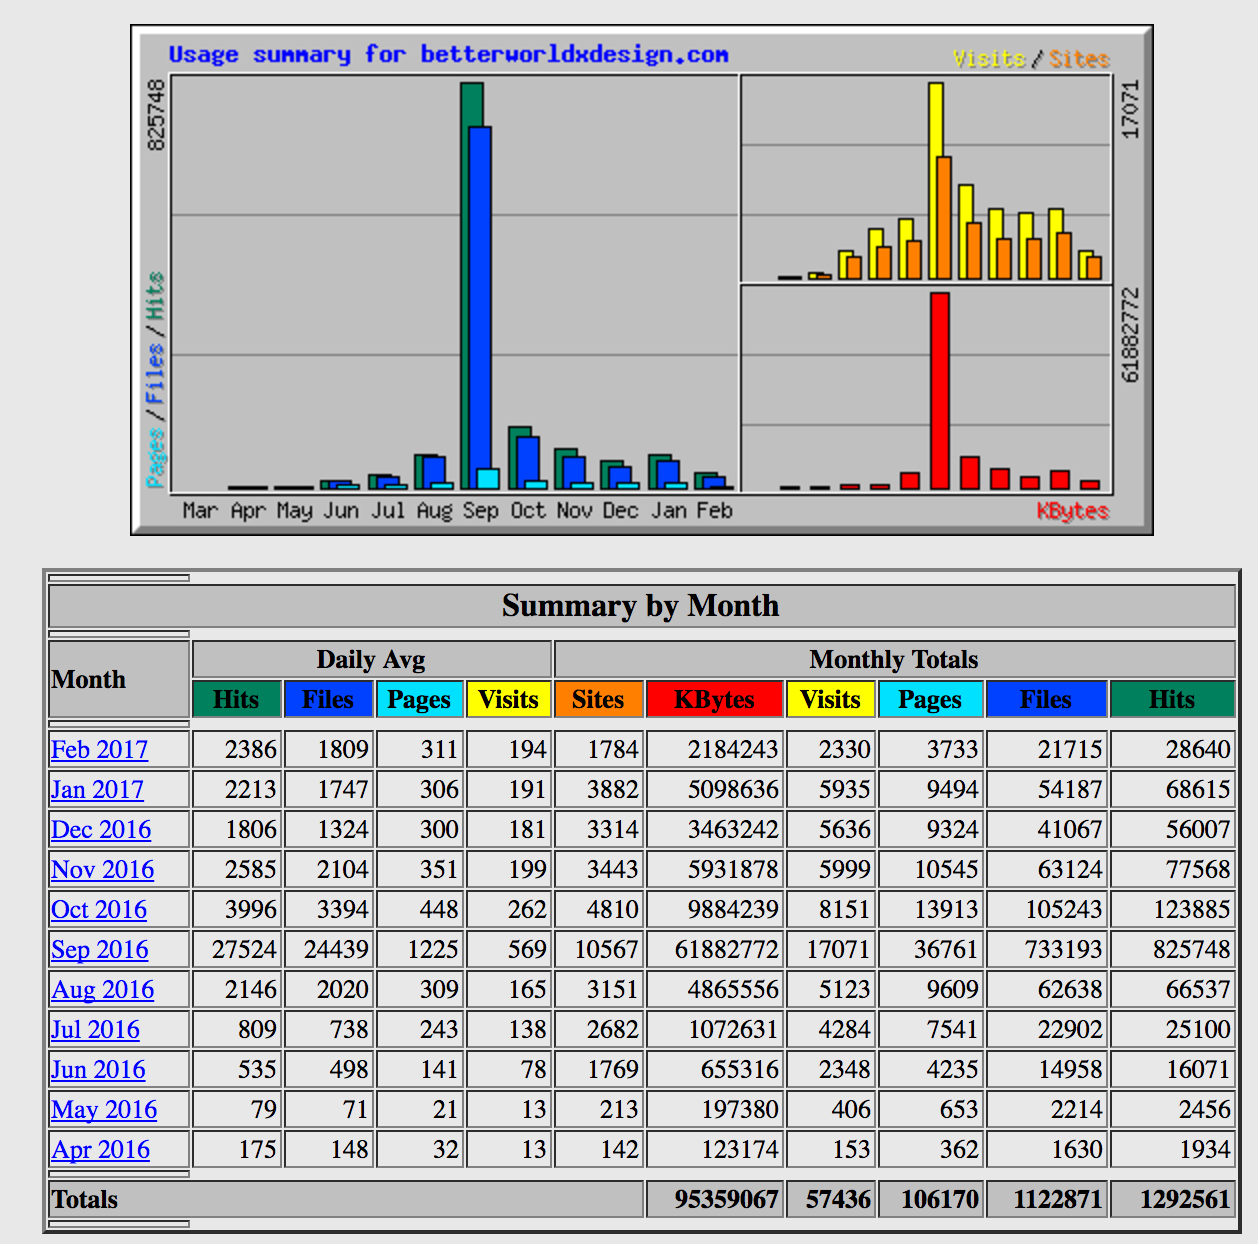 Usage summary for betterworldxdesign.com
Visits / Sites
825748
17071
Pages / Files / Hits
61882772
Mar Apr May Jun Jul Aug Sep Oct Nov Dec Jan Feb
KBytes
Summary by Month
Month Daily Avg Monthly Totals
Hits Files Pages Visits Sites KBytes Visits Pages Files Hits
Feb 2017 2386 1809 311 194 1784 2184243 2330 3733 21715 28640
Jan 2017 2213 1747 306 191 3882 5098636 5935 9494 54187 68615
Dec 2016 1806 1324 300 181 3314 3463242 5636 9324 41067 56007
Nov 2016 2585 2104 351 199 3443 5931878 5999 10545 63124 77568
Oct 2016 3996 3394 448 262 4810 9884239 8151 13913 105243 123885
Sep 2016 27524 24439 1225 569 10567 61882772 17071 36761 733193 825748
Aug 2016 2146 2020 309 165 3151 4865556 5123 9609 62638 66537
Jul 2016 809 738 243 138 2682 1072631 4284 7541 22902 25100
Jun 2016 535 498 141 78 1769 655316 2348 4235 14958 16071
May 2016 79 71 21 13 213 197380 406 653 2214 2456
Apr 2016 175 148 32 13 142 123174 153 362 1630 1934
Totals 95359067 57436 106170 1122871 1292561